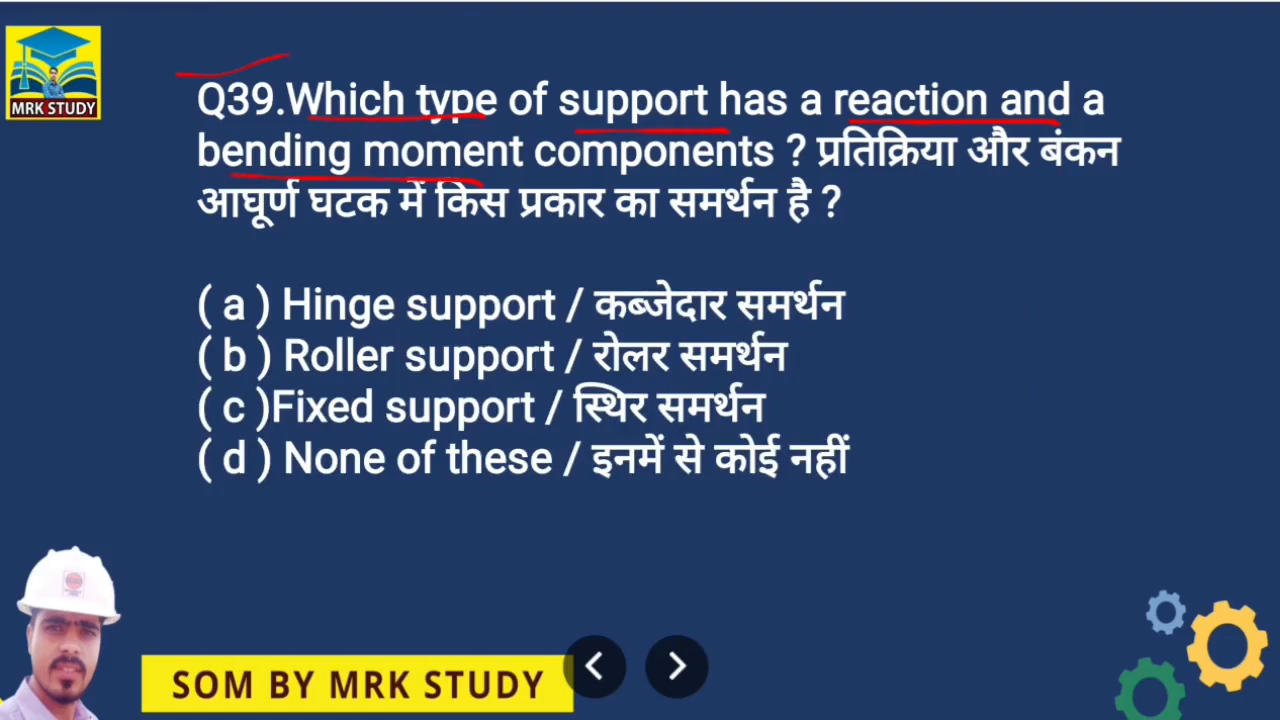 MRK STUDY
Q39.Which type of support has a reaction and a
bending moment components ? प्रतिक्रिया और बंकन
आघूर्ण घटक में किस प्रकार का समर्थन है ?
( a ) Hinge support / कब्जेदार समर्थन
( b ) Roller support / रोलर समर्थन
( c )Fixed support / स्थिर समर्थन
( d ) None of these / इनमें से कोई नहीं
SOM BY MRK STUDY